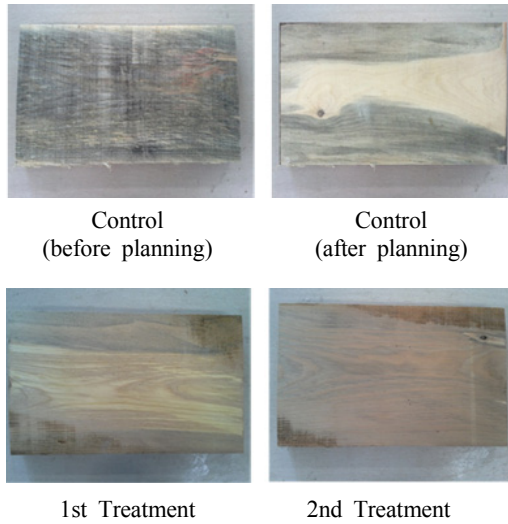 Control
(before planning)
Control
(after planning)
1st Treatment
2nd Treatment